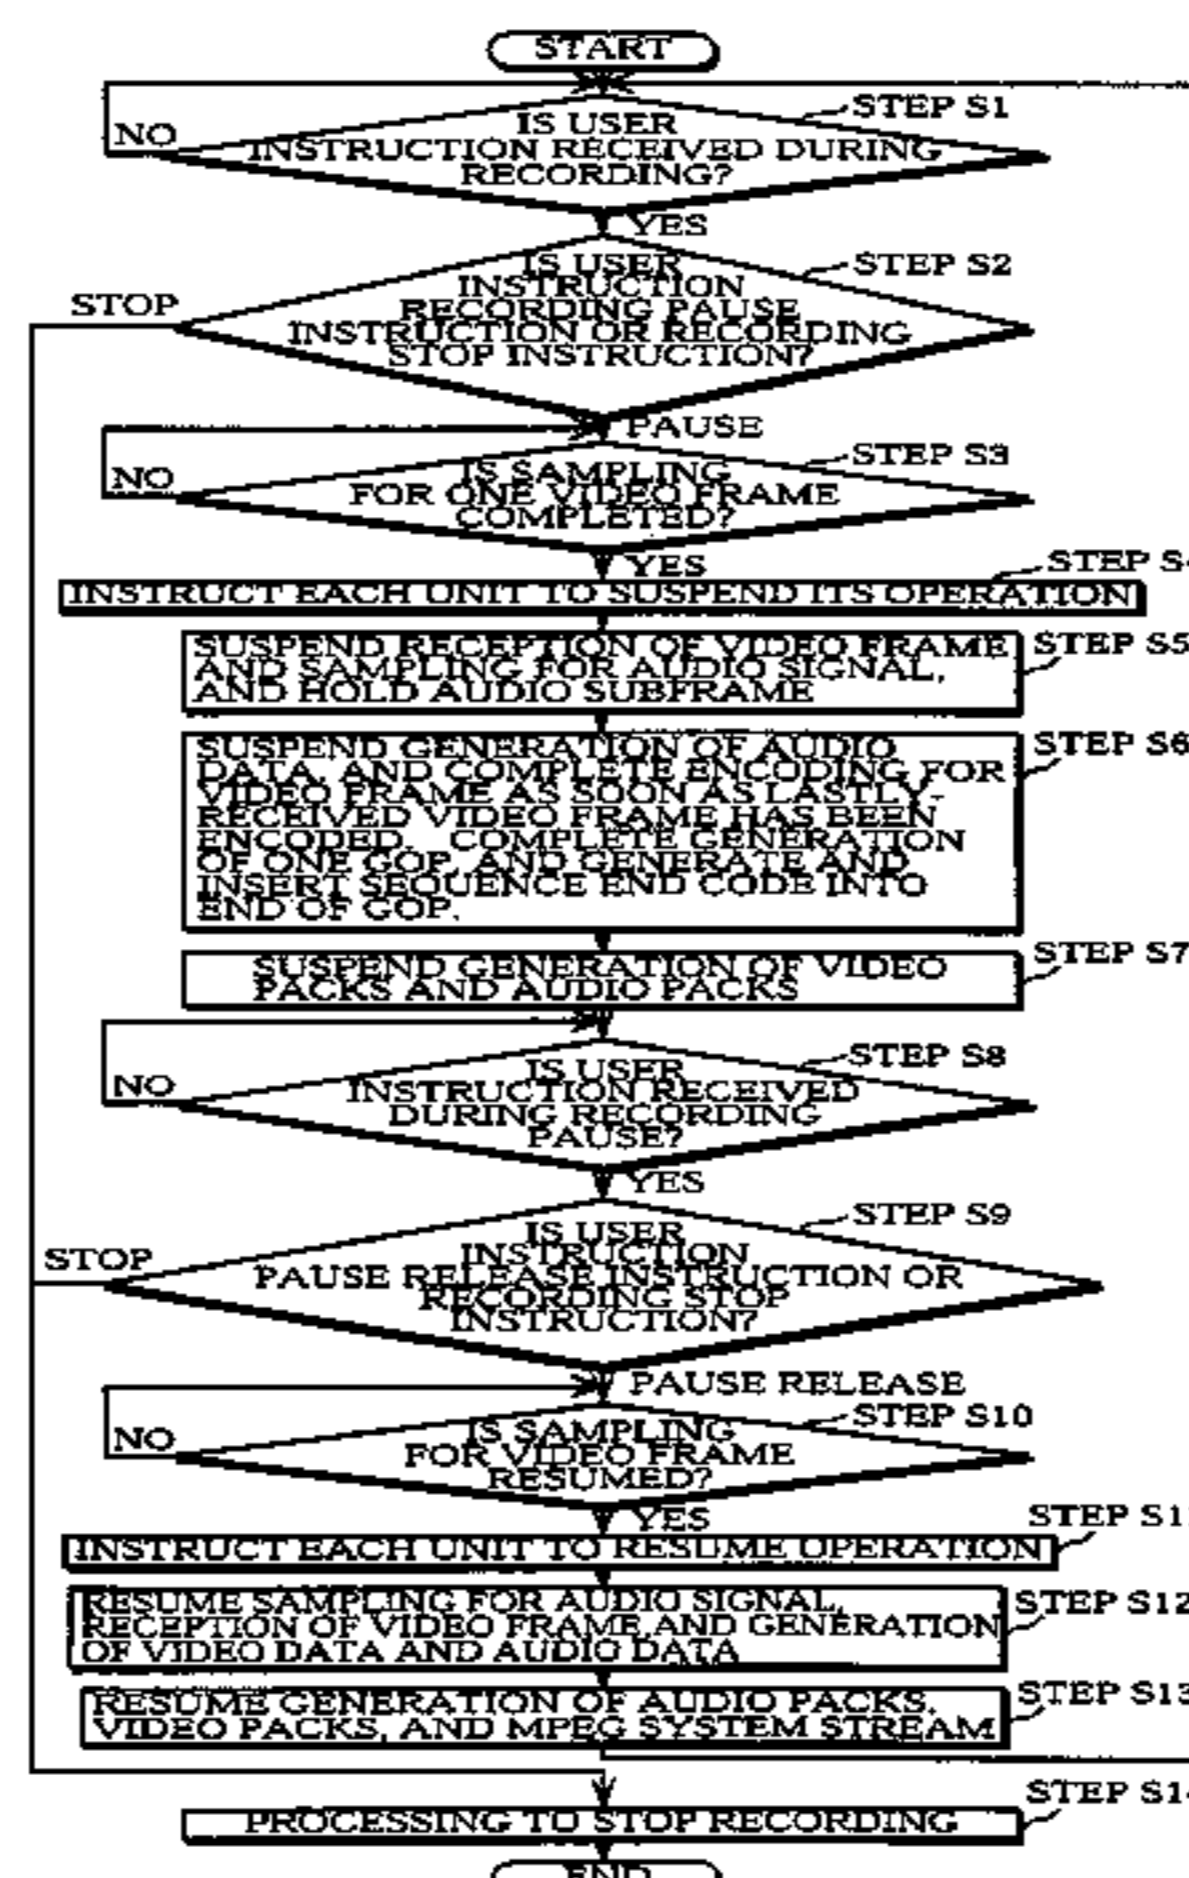 START
STEP S1
NO
IS USER
INSTRUCTION RECEIVED DURING
RECORDING?
YES
STEP S2
STOP
IS USER
INSTRUCTION
RECORDING PAUSE
INSTRUCTION OR RECORDING
STOP INSTRUCTION?
PAUSE
STEP S3
NO
IS SAMPLING
FOR ONE VIDEO FRAME
COMPLETED?
YES
STEP S
INSTRUCT EACH UNIT TO SUSPEND ITS OPERATION
STEP S5
SUSPEND RECEPTION OF VIDEO FRAME
AND SAMPLING FOR AUDIO SIGNAL,
AND HOLD AUDIO SUBFRAME
STEP S6
SUSPEND GENERATION OF AUDIO
DATA, AND COMPLETE ENCODING FOR
VIDEO FRAME AS SOON AS LASTLY-
RECEIVED VIDEO FRAME HAS BEEN
ENCODED. COMPLETE GENERATION
OF ONE GOP, AND GENERATE AND
INSERT SEQUENCE END CODE INTO
END OF GOP.
STEP S7
SUSPEND GENERATION OF VIDEO
PACKS AND AUDIO PACKS
STEP S8
NO
IS USER
INSTRUCTION RECEIVED
DURING RECORDING
PAUSE?
YES
STEP S9
STOP
IS USER
INSTRUCTION
PAUSE RELEASE INSTRUCTION OR
RECORDING STOP
INSTRUCTION?
PAUSE RELEASE
STEP S10
NO
IS SAMPLING
FOR VIDEO FRAME
RESUMED?
YES
STEP S11
INSTRUCT EACH UNIT TO RESUME OPERATION
STEP S12
RESUME SAMPLING FOR AUDIO SIGNAL,
RECEPTION OF VIDEO FRAME, AND GENERATION
OF VIDEO DATA AND AUDIO DATA
STEP S13
RESUME GENERATION OF AUDIO PACKS,
VIDEO PACKS, AND MPEG SYSTEM STREAM
STEP S1
PROCESSING TO STOP RECORDING
END